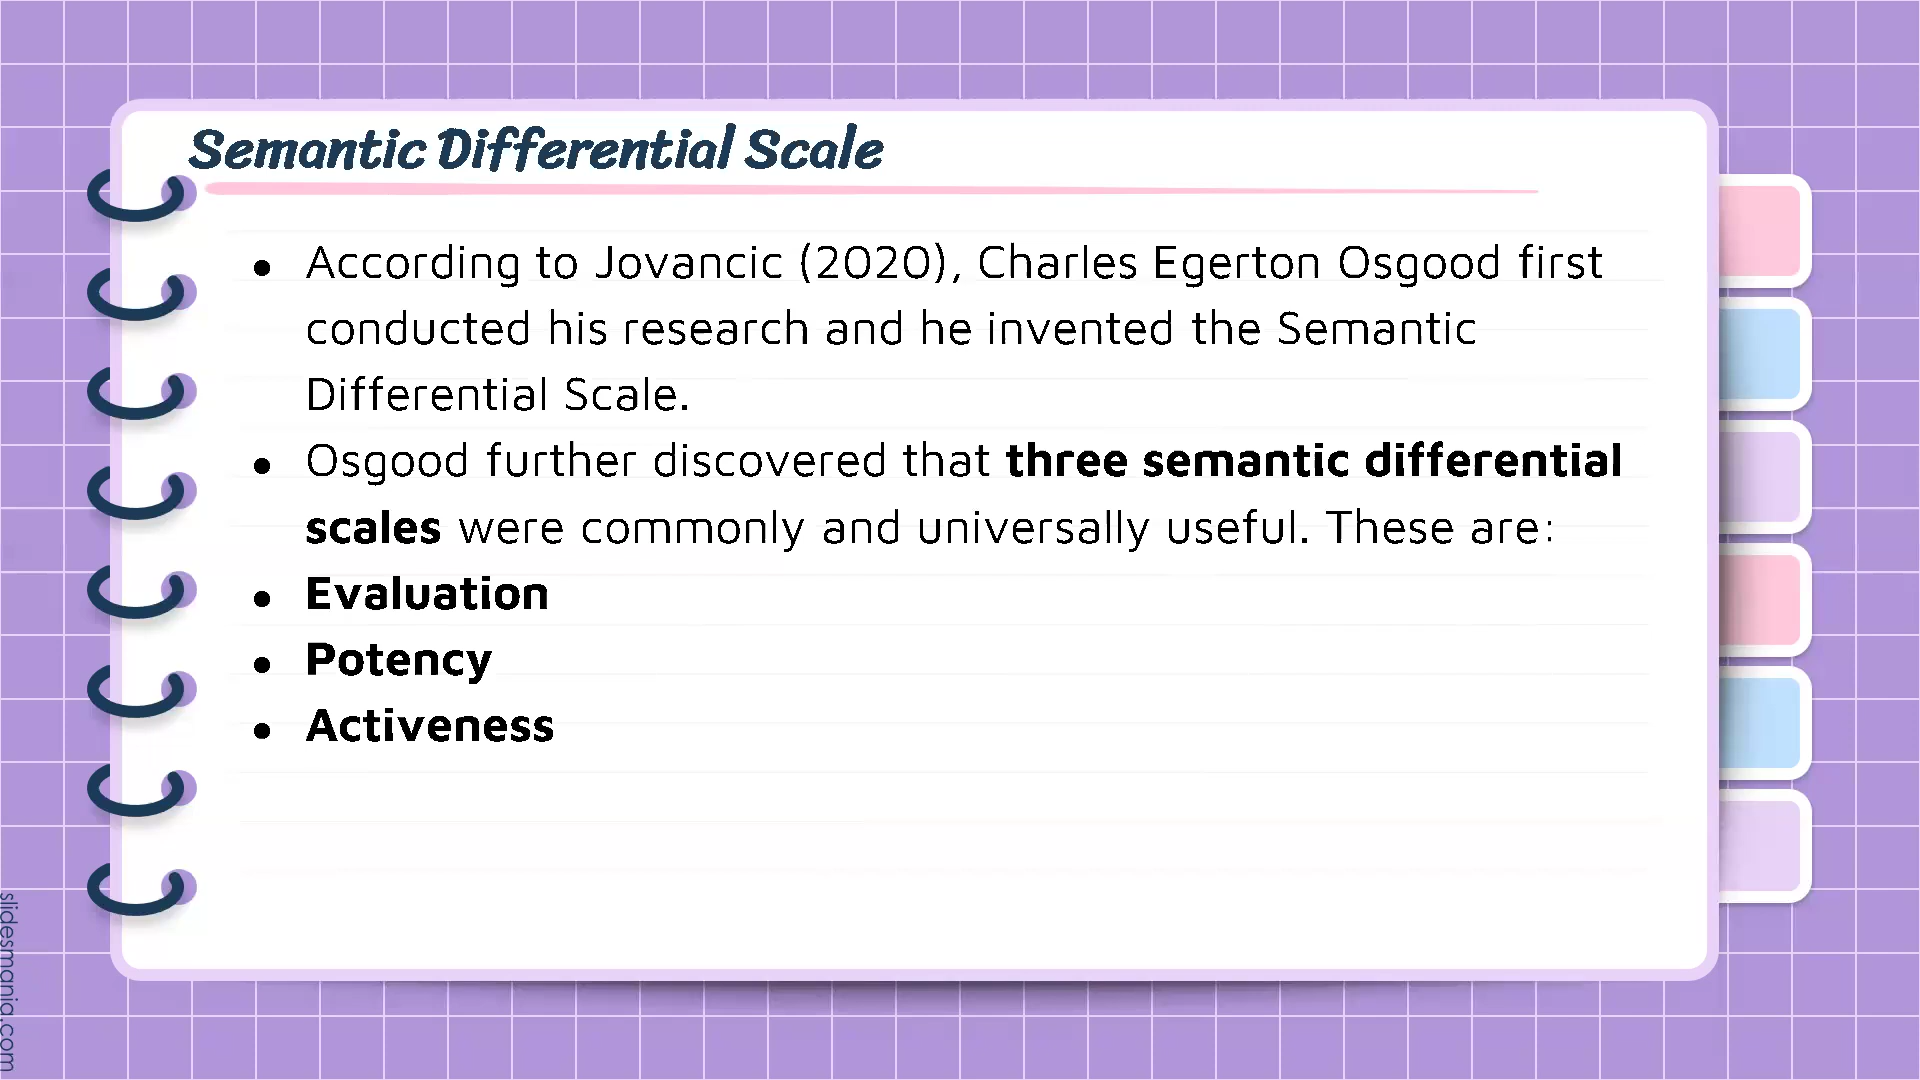 Semantic Differential Scale
● According to Jovancic (2020), Charles Egerton Osgood first
conducted his research and he invented the Semantic
Differential Scale.
● Osgood further discovered that three semantic differential
scales were commonly and universally useful. These are:
● Evaluation
● Potency
● Activeness
slidesmania.com